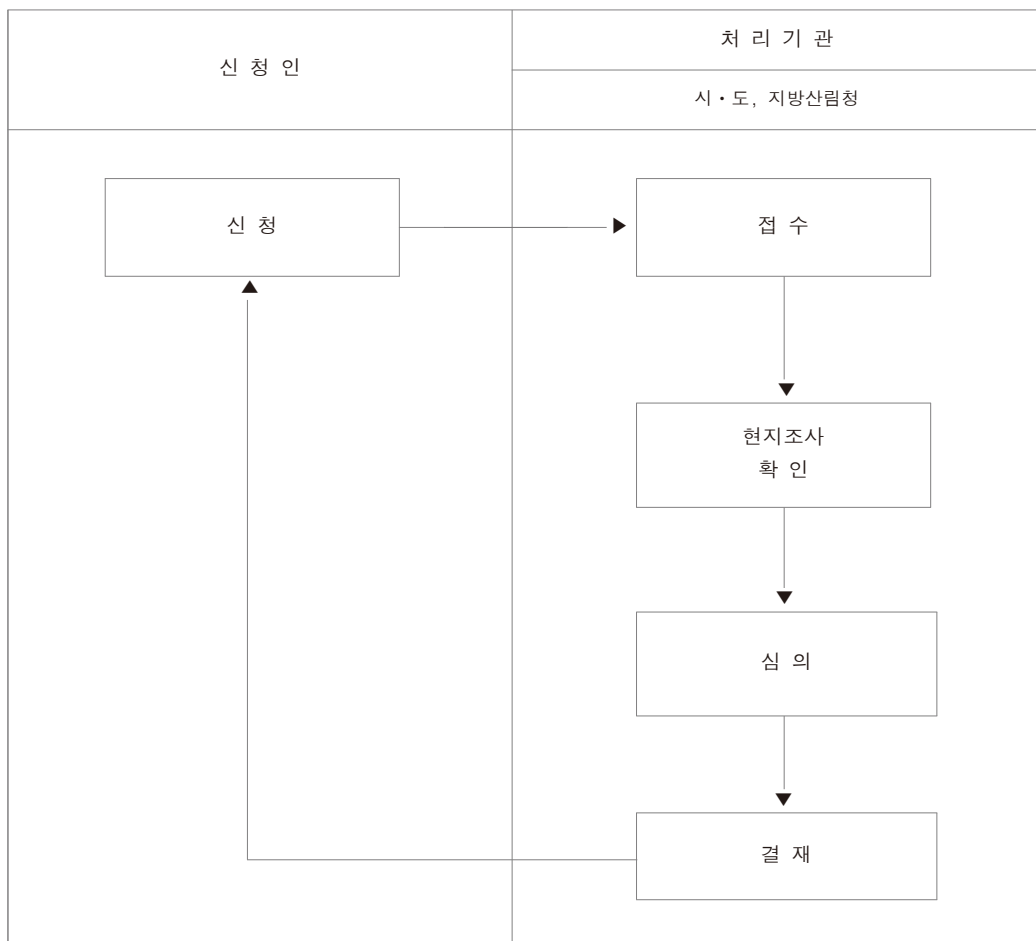 신 청 인
처 리 기 관
시·도, 지방산림청
신 청
접 수
현지조사
확 인
심 의
결 재